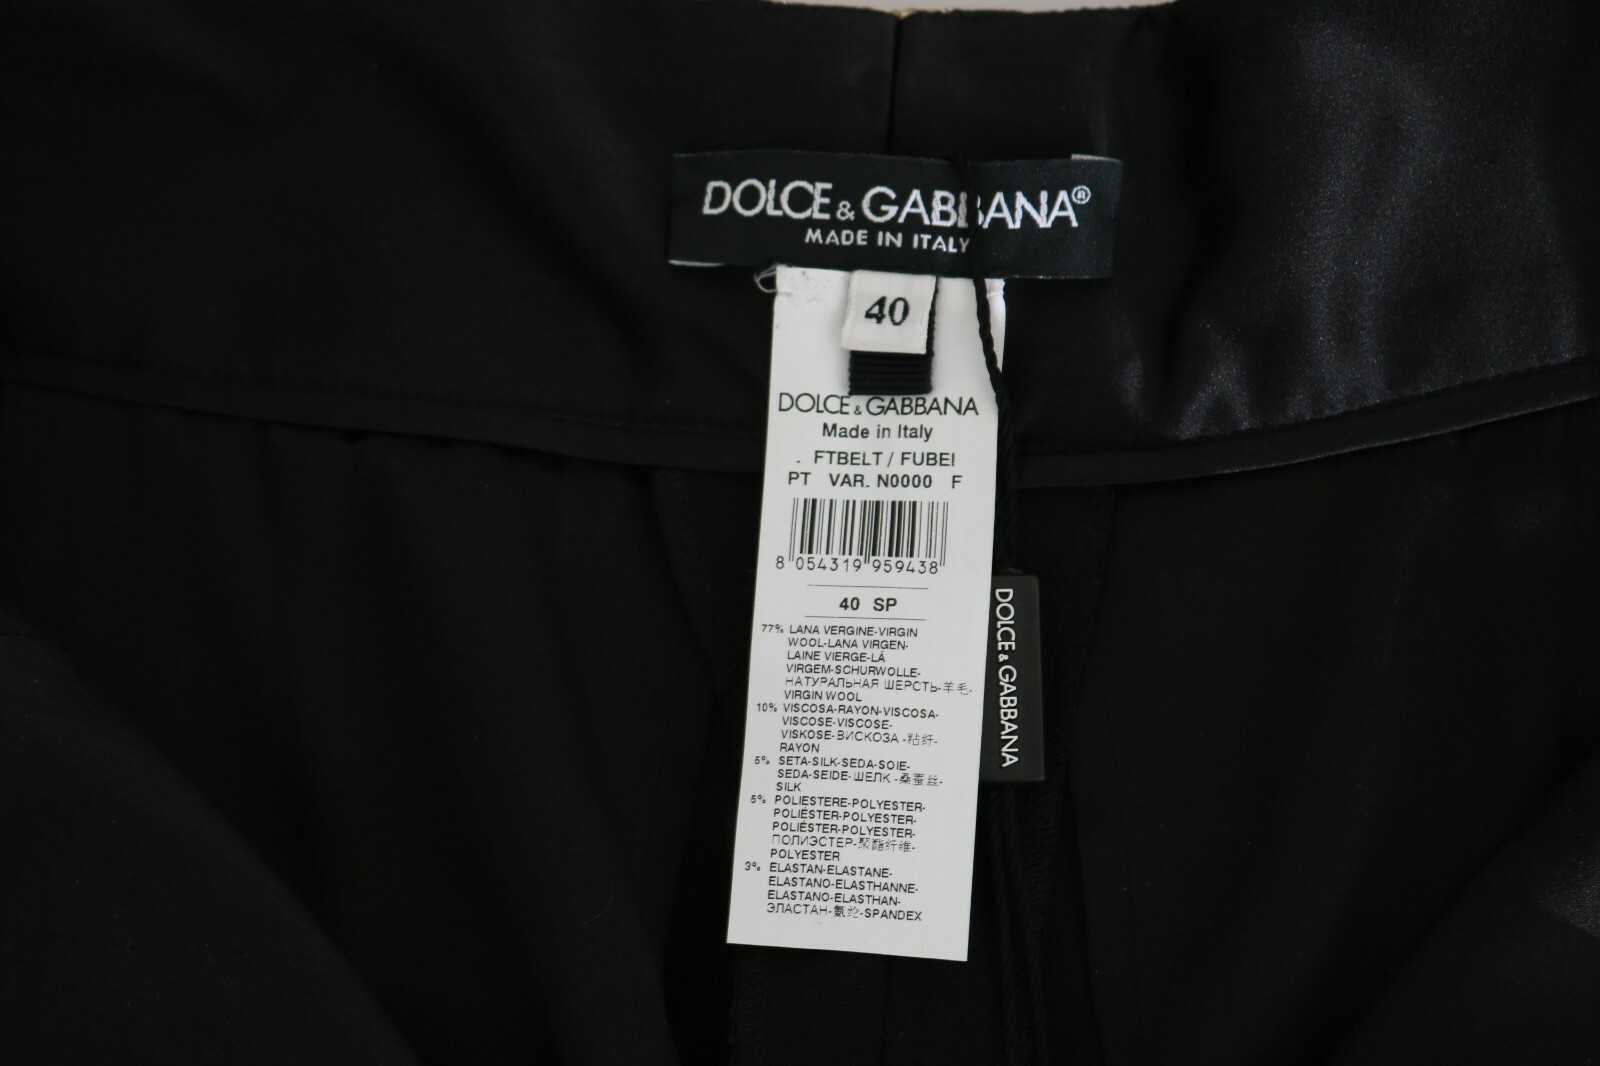 DOLCE & GABBANA®
MADE IN ITALY
40
DOLCE & GABBANA
Made in Italy
. FTBELT / FUBEI
PT VAR. N0000 F
8 054319 959438
40 SP
77% LANA VERGINE-VIRGIN
WOOL-LANA VIRGEN-
LAINE VIERGE-LÁ
VIRGEM-SCHURWOLLE-
НАТУРАЛЬНАЯ ШЕРСТЬ-羊毛-
VIRGIN WOOL
10% VISCOSA-RAYON-VISCOSA-
VISCOSE-VISCOSE-
VISKOSE-ВИСКОЗА -粘纤-
RAYON
5% SETA-SILK-SEDA-SOIE-
SEDA-SEIDE-ШЕЛК -桑蚕丝-
SILK
5% POLIESTERE-POLYESTER-
POLIÉSTER-POLYESTER-
POLIÉSTER-POLYESTER-
ПОЛИЭСТЕР-聚酯纤维-
POLYESTER
3% ELASTAN-ELASTANE-
ELASTANO-ELASTHANNE-
ELASTANO-ELASTHAN-
ЭЛАСТАН-氨纶-SPANDEX
DOLCE & GABBANA